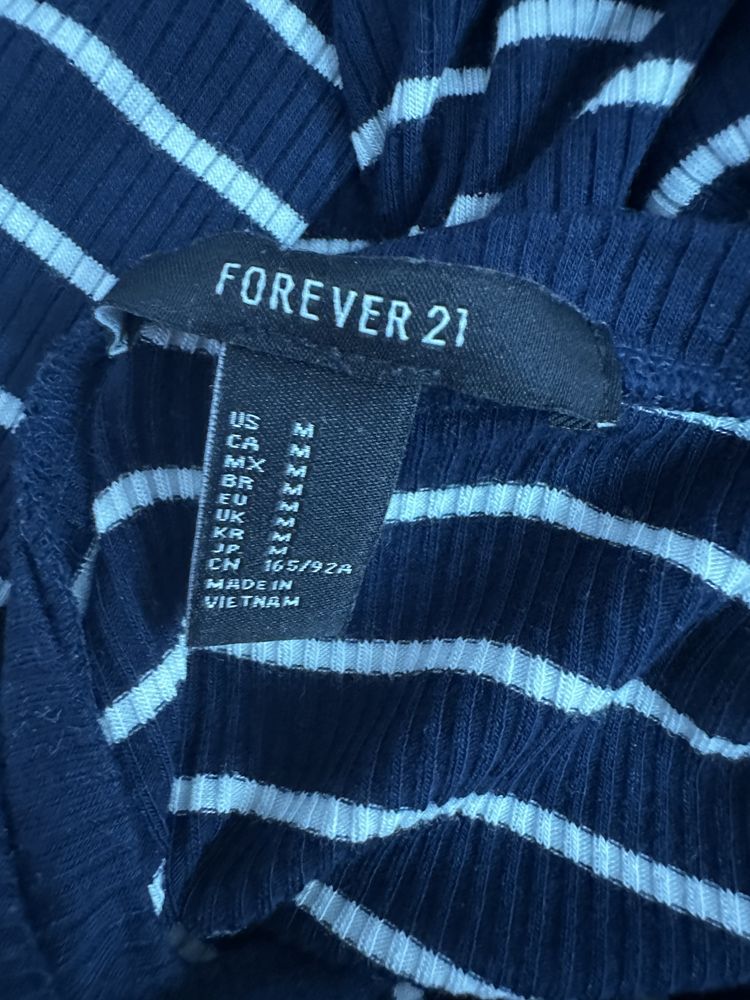 FOREVER 21
US M
CA M
MX M
BR M
EU M
UK M
KR M
JP M
CN 165/92A
MADE IN
VIETNAM